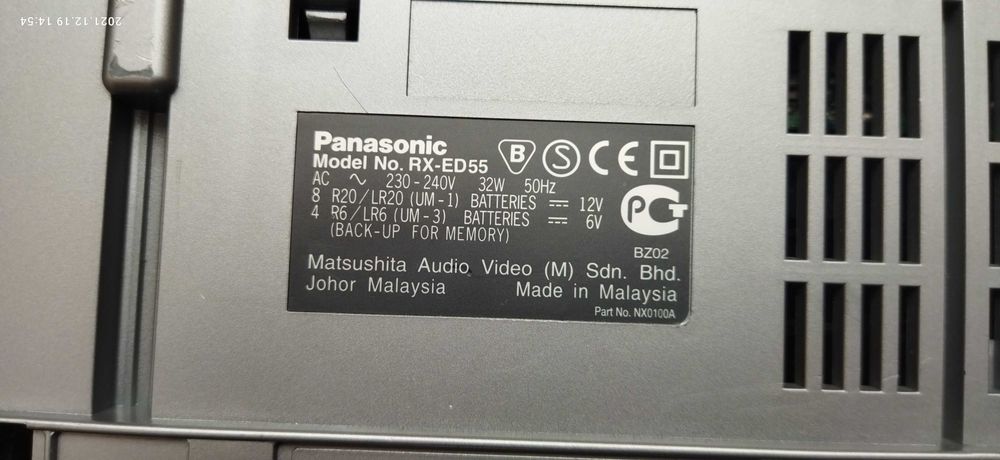 2021.12.19 14:54
Panasonic
Model No. RX-ED55
AC ~ 230-240V 32W 50Hz
8 R20/LR20 (UM-1) BATTERIES ⎓ 12V
4 R6/LR6 (UM-3) BATTERIES ⎓ 6V
(BACK-UP FOR MEMORY)
B S CE
PCT
BZ02
Matsushita Audio Video (M) Sdn. Bhd.
Johor Malaysia Made in Malaysia
Part No. NX0100A